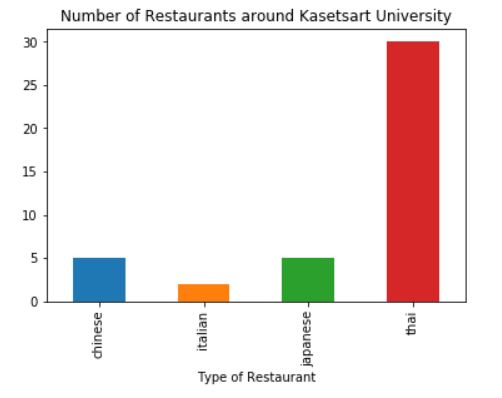 Number of Restaurants around Kasetsart University
30
25
20
15
10
5
0
chinese
italian
japanese
thai
Type of Restaurant